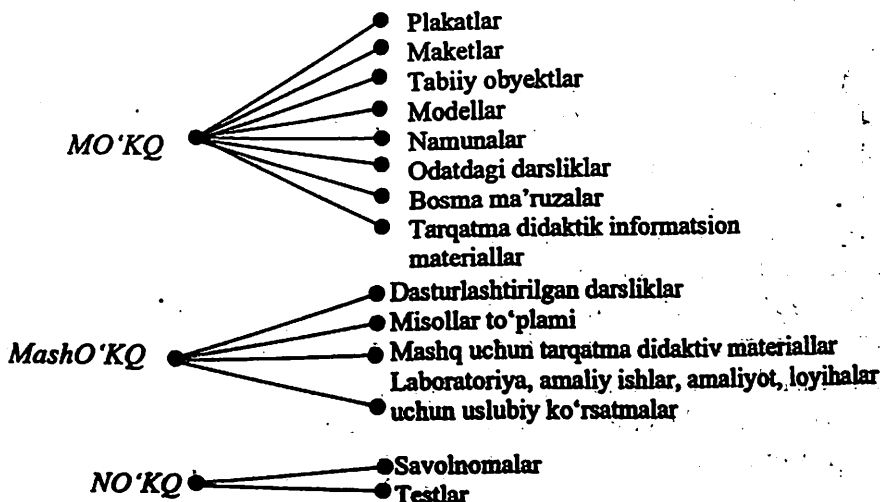 MO‘KQ
Plakatlar
Maketlar
Tabiiy obyektlar
Modellar
Namunalar
Odatdagi darsliklar
Bosma ma’ruzalar
Tarqatma didaktik informatsion
materiallar
MashO‘KQ
Dasturlashtirilgan darsliklar
Misollar to‘plami
Mashq uchun tarqatma didaktiv materiallar
Laboratoriya, amaliy ishlar, amaliyot, loyihalar
uchun uslubiy ko‘rsatmalar
NO‘KQ
Savolnomalar
Testlar